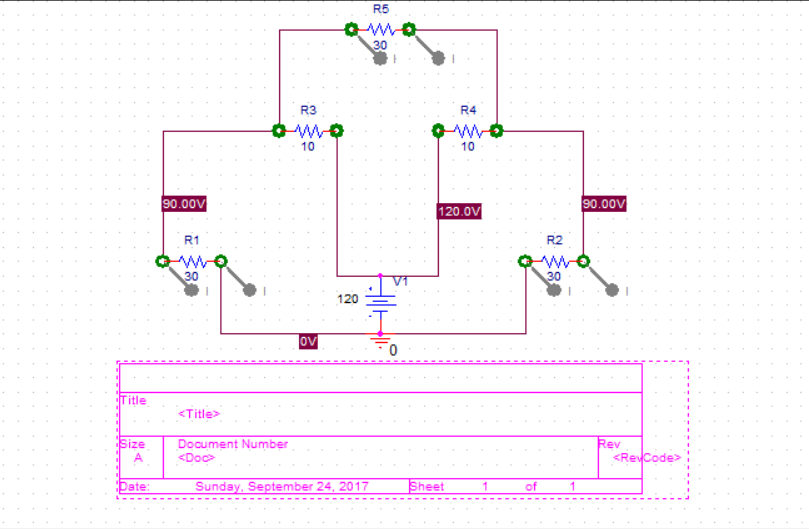 R5
30
I
I
R3
R4
10
10
90.00V
120.0V
90.00V
R1
R2
30
30
I
I
I
I
V1
120
0V
0
Title
<Title>
Size
Document Number
Rev
A
<Doc>
<RevCode>
Date:
Sunday, September 24, 2017
Sheet
1
of
1